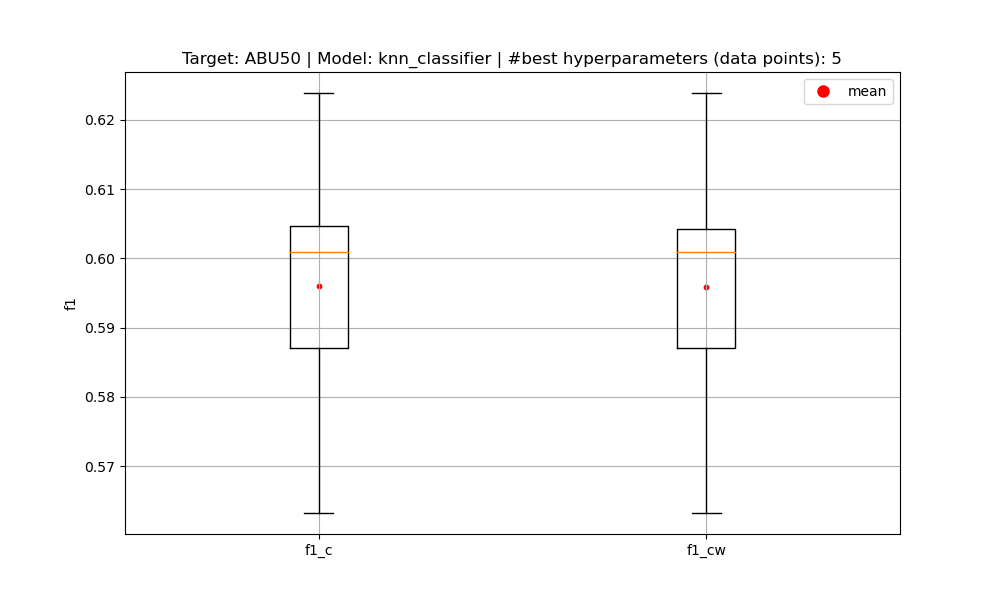 Target: ABU50 | Model: knn_classifier | #best hyperparameters (data points): 5
mean
0.62
0.61
0.60
0.59
0.58
0.57
f1
f1_c
f1_cw